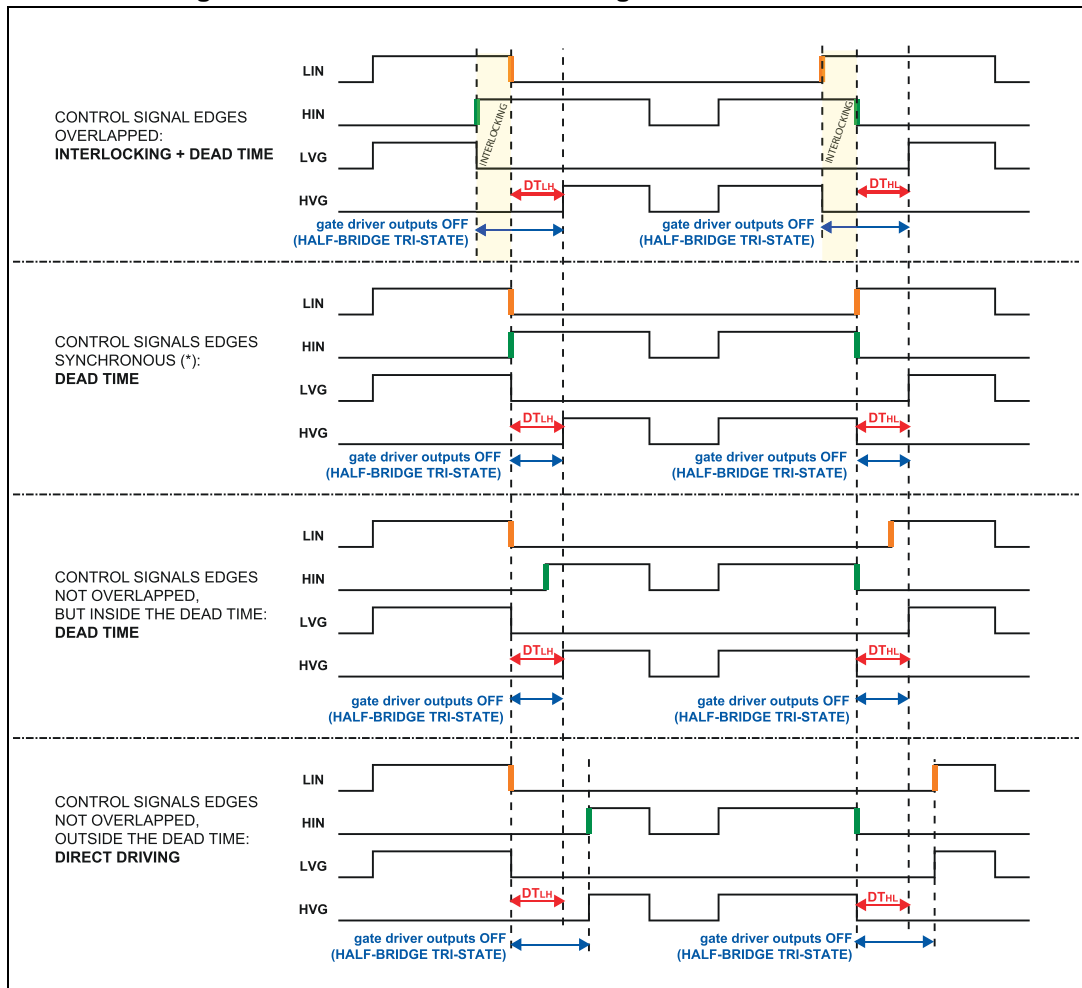 LIN
HIN
CONTROL SIGNAL EDGES
OVERLAPPED:
INTERLOCKING + DEAD TIME
INTERLOCKING
INTERLOCKING
LVG
DTLH
DTHL
HVG
gate driver outputs OFF
(HALF-BRIDGE TRI-STATE)
gate driver outputs OFF
(HALF-BRIDGE TRI-STATE)
LIN
CONTROL SIGNALS EDGES
SYNCHRONOUS (*):
DEAD TIME
HIN
LVG
DTLH
DTHL
HVG
gate driver outputs OFF
(HALF-BRIDGE TRI-STATE)
gate driver outputs OFF
(HALF-BRIDGE TRI-STATE)
LIN
CONTROL SIGNALS EDGES
NOT OVERLAPPED,
BUT INSIDE THE DEAD TIME:
DEAD TIME
HIN
LVG
DTLH
DTHL
HVG
gate driver outputs OFF
(HALF-BRIDGE TRI-STATE)
gate driver outputs OFF
(HALF-BRIDGE TRI-STATE)
LIN
CONTROL SIGNALS EDGES
NOT OVERLAPPED,
OUTSIDE THE DEAD TIME:
DIRECT DRIVING
HIN
LVG
DTLH
DTHL
HVG
gate driver outputs OFF
(HALF-BRIDGE TRI-STATE)
gate driver outputs OFF
(HALF-BRIDGE TRI-STATE)